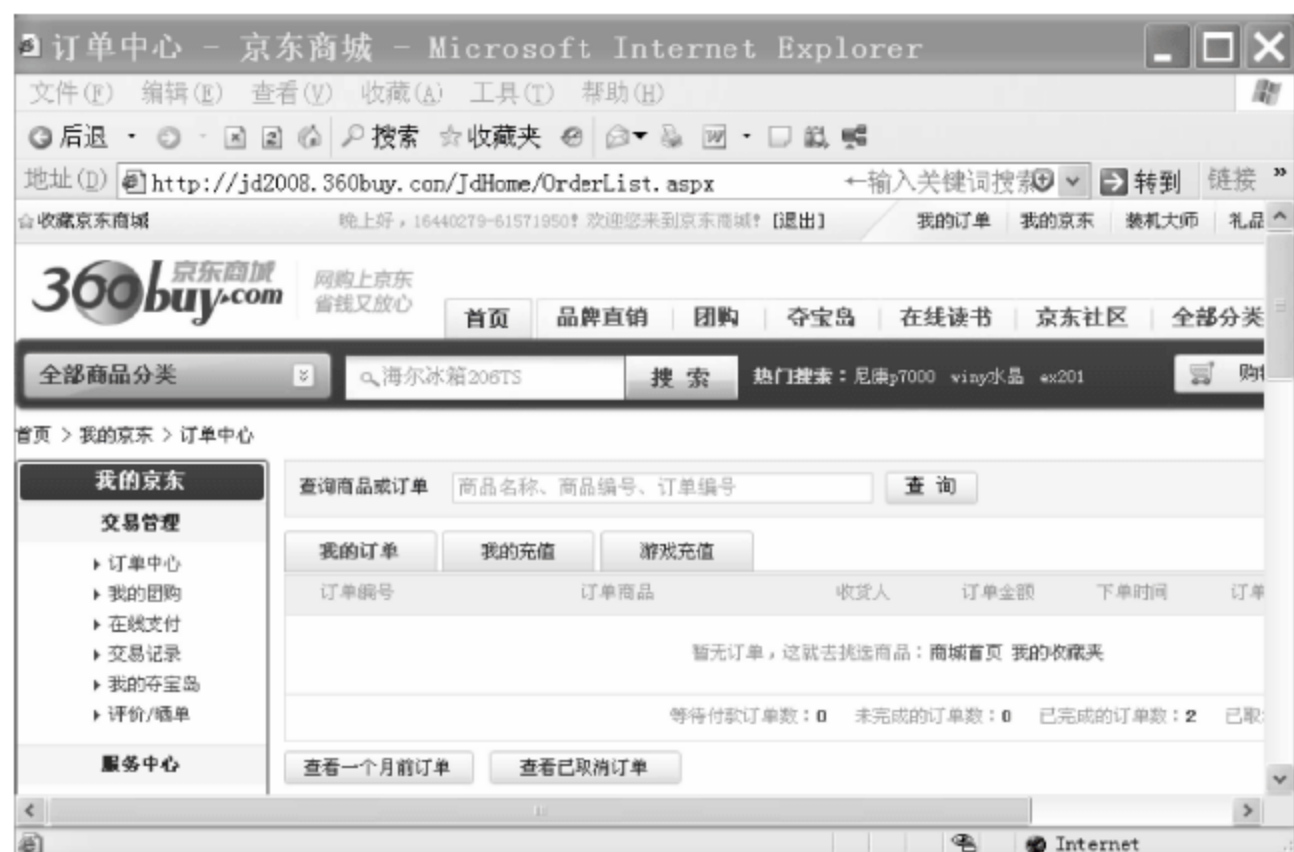 订单中心 - 京东商城 - Microsoft Internet Explorer
文件(F) 编辑(E) 查看(V) 收藏(A) 工具(T) 帮助(H)
后退 搜索 收藏夹
地址(D) http://jd2008.360buy.com/JdHome/OrderList.aspx ←输入关键词搜索 转到 链接 »
收藏京东商城 晚上好，16440279-61571950！欢迎您来到京东商城！ [退出] 我的订单 我的京东 装机大师 礼品
360buy.com 京东商城 网购上京东
省钱又放心
首页 品牌直销 团购 夺宝岛 在线读书 京东社区 全部分类
全部商品分类 海尔冰箱206TS 搜 索 热门搜索：尼康p7000 viny水晶 ex201
首页 > 我的京东 > 订单中心
我的京东 查询商品或订单 商品名称、商品编号、订单编号 查 询
交易管理
订单中心 我的订单 我的充值 游戏充值
我的团购 订单编号 订单商品 收货人 订单金额 下单时间 订单
在线支付
交易记录 暂无订单，这就去挑选商品：商城首页 我的收藏夹
我的夺宝岛
评价/晒单 等待付款订单数：0 未完成的订单数：0 已完成的订单数：2 已取
服务中心 查看一个月前订单 查看已取消订单
Internet